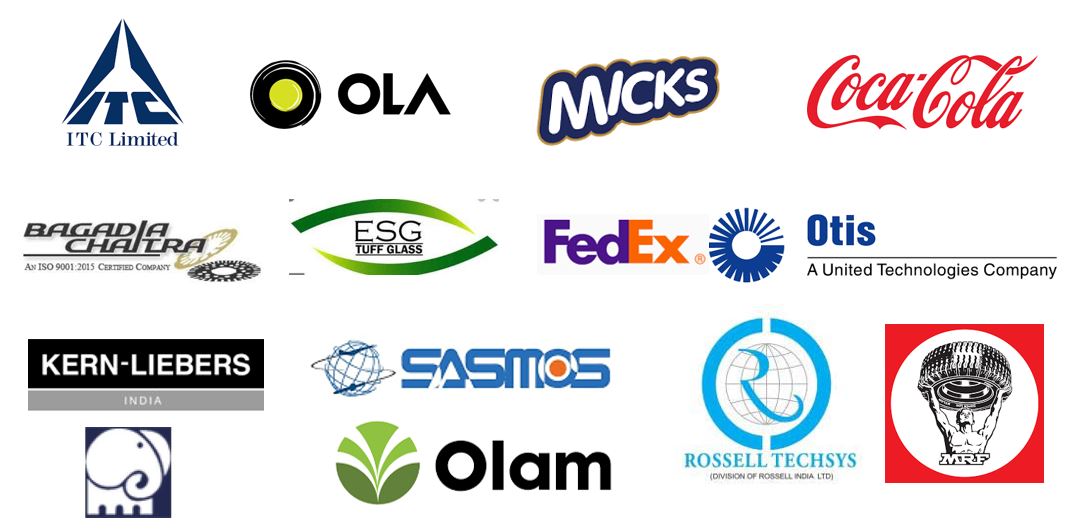 ITC
ITC Limited
OLA
MICKS
Coca-Cola
BAGADIA
CHAITRA
AN ISO 9001:2015 CERTIFIED COMPANY
ESG
TUFF GLASS
FedEx ®
Otis
A United Technologies Company
KERN-LIEBERS
INDIA
SASMOS
R
ROSSELL TECHSYS
(DIVISION OF ROSSELL INDIA LTD)
MRF
Olam